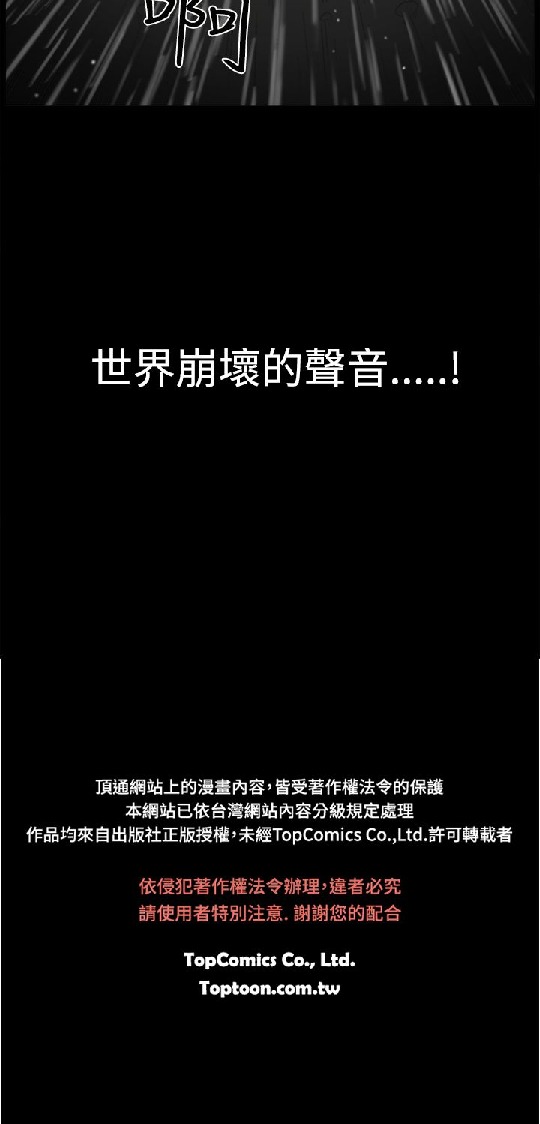 啊
世界崩壞的聲音.....!
頂通網站上的漫畫內容，皆受著作權法令的保護
本網站已依台灣網站內容分級規定處理
作品均來自出版社正版授權，未經TopComics Co.,Ltd.許可轉載者
依侵犯著作權法令辦理，違者必究
請使用者特別注意. 謝謝您的配合
TopComics Co., Ltd.
Toptoon.com.tw